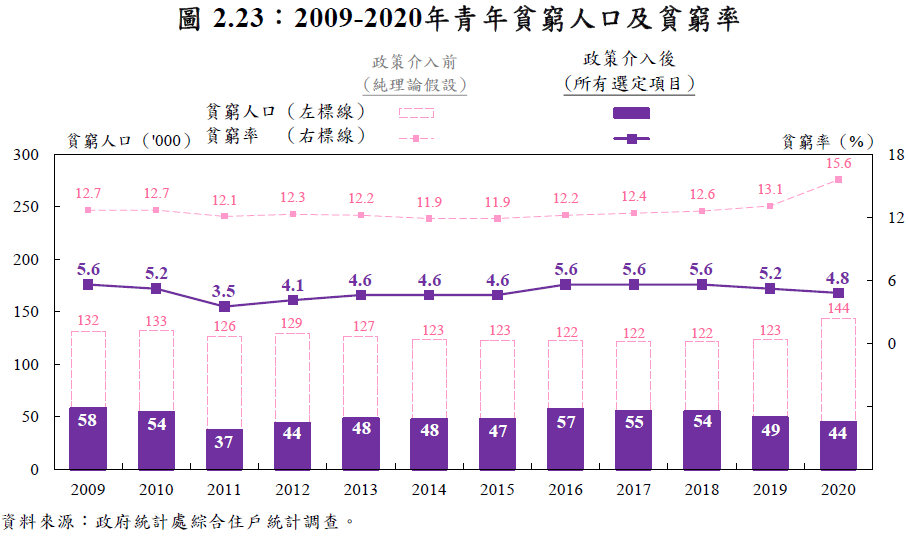 圖 2.23：2009-2020年青年貧窮人口及貧窮率
政策介入前 政策介入後
(純理論假設) (所有選定項目)
貧窮人口（左標線）
貧窮率 （右標線）
貧窮人口（'000） 貧窮率（%）
300 18
15.6
12.7 12.7 12.1 12.3 12.2 11.9 11.9 12.2 12.4 12.6 13.1
250 12
200 6
5.6 5.2 3.5 4.1 4.6 4.6 4.6 5.6 5.6 5.6 5.2 4.8
150 0
132 133 126 129 127 123 123 122 122 122 123 144
100
50
58 54 37 44 48 48 47 57 55 54 49 44
0
2009 2010 2011 2012 2013 2014 2015 2016 2017 2018 2019 2020
資料來源：政府統計處綜合住戶統計調查。